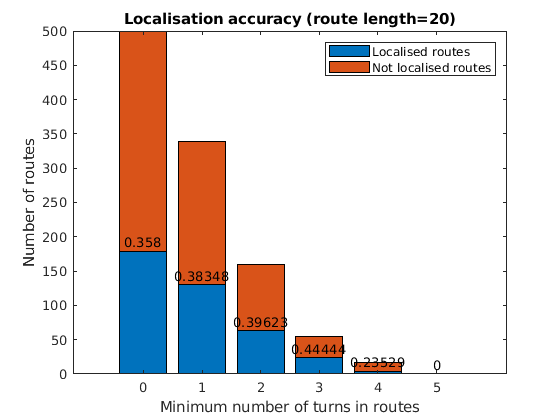 Localisation accuracy (route length=20)
Number of routes
500
450
400
350
300
250
200
150
100
50
0
Localised routes
Not localised routes
0.358
0.38348
0.39623
0.44444
0.23529
0
0 1 2 3 4 5
Minimum number of turns in routes